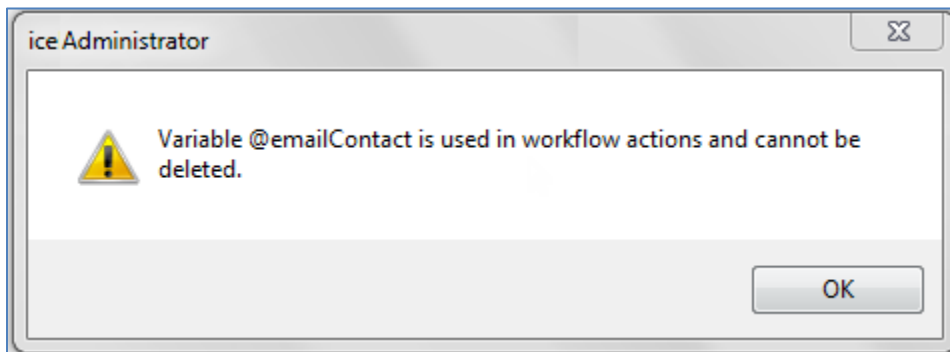 ice Administrator
Variable @emailContact is used in workflow actions and cannot be
deleted.
OK